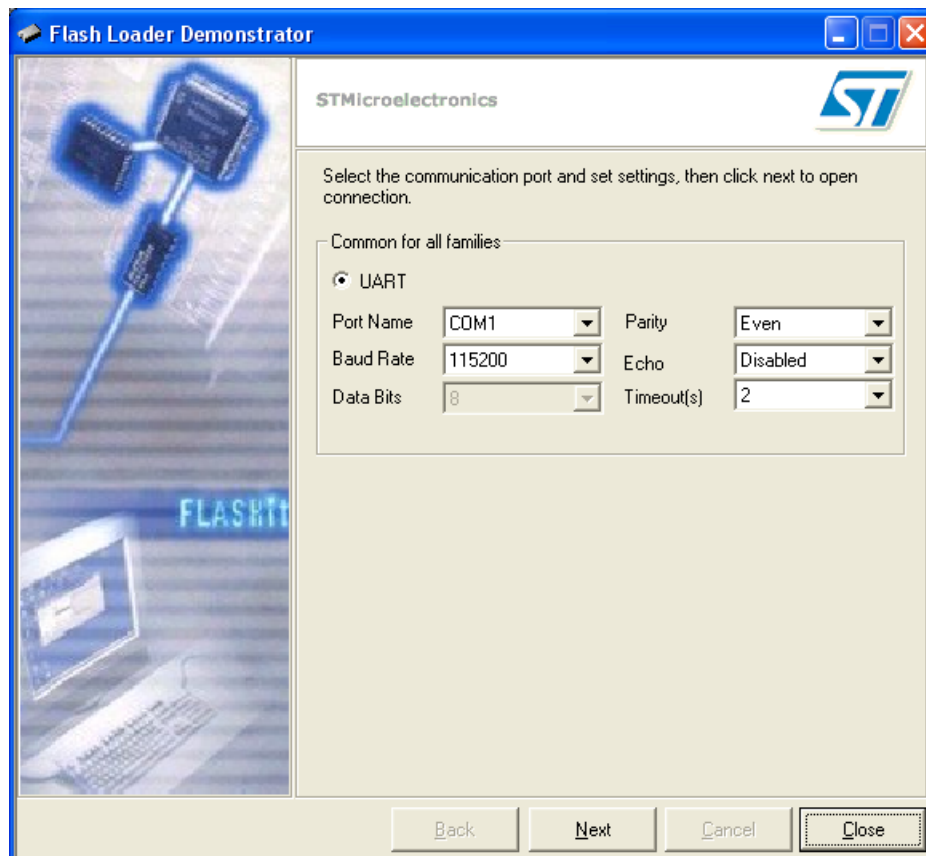 Flash Loader Demonstrator
STMicroelectronics
ST
Select the communication port and set settings, then click next to open
connection.
Common for all families
UART
Port Name COM1 Parity Even
Baud Rate 115200 Echo Disabled
Data Bits 8 Timeout(s) 2
FLASHit
Back Next Cancel Close